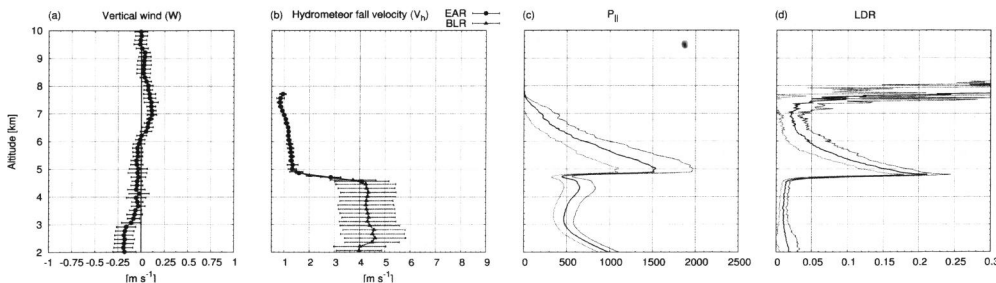 (a) Vertical wind (W)
(b) Hydrometeor fall velocity (Vh)
EAR
BLR
(c) P||
(d) LDR
Altitude [km]
10
9
8
7
6
5
4
3
2
-1 -0.75 -0.5 -0.25 0 0.25 0.5 0.75 1
[m s-1]
1 2 3 4 5 6 7 8 9
[m s-1]
0 500 1000 1500 2000 2500
0 0.05 0.1 0.15 0.2 0.25 0.3